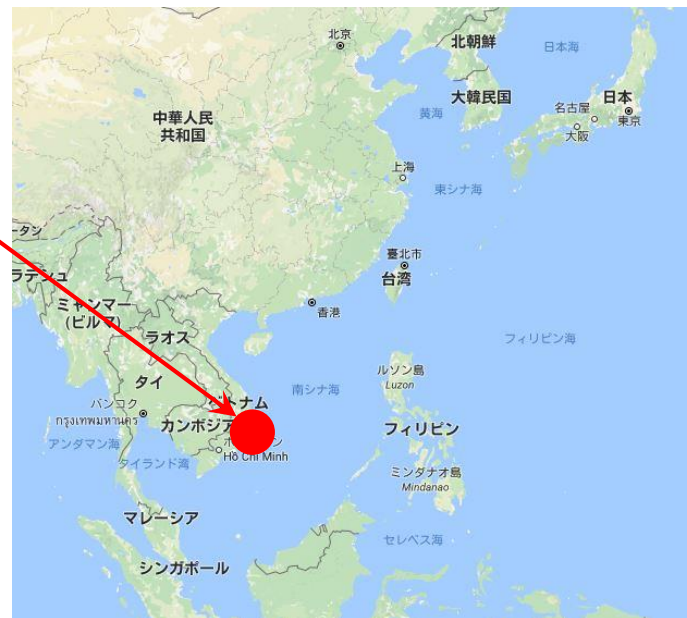 北京
北朝鮮
日本海
大韓民国
日本
名古屋
東京
大阪
黄海
中華人民
共和国
上海
東シナ海
ータン
臺北市
台湾
ラデシュ
ミャンマー
(ビルマ)
香港
ラオス
フィリピン海
タイ
ルソン島
Luzon
南シナ海
トナム
バンコク
กรุงเทพมหานคร
カンボジア
フィリピン
アンダマン海
ホ
ン
Hồ Chí Minh
タイランド湾
ミンダナオ島
Mindanao
マレーシア
セレベス海
シンガポール